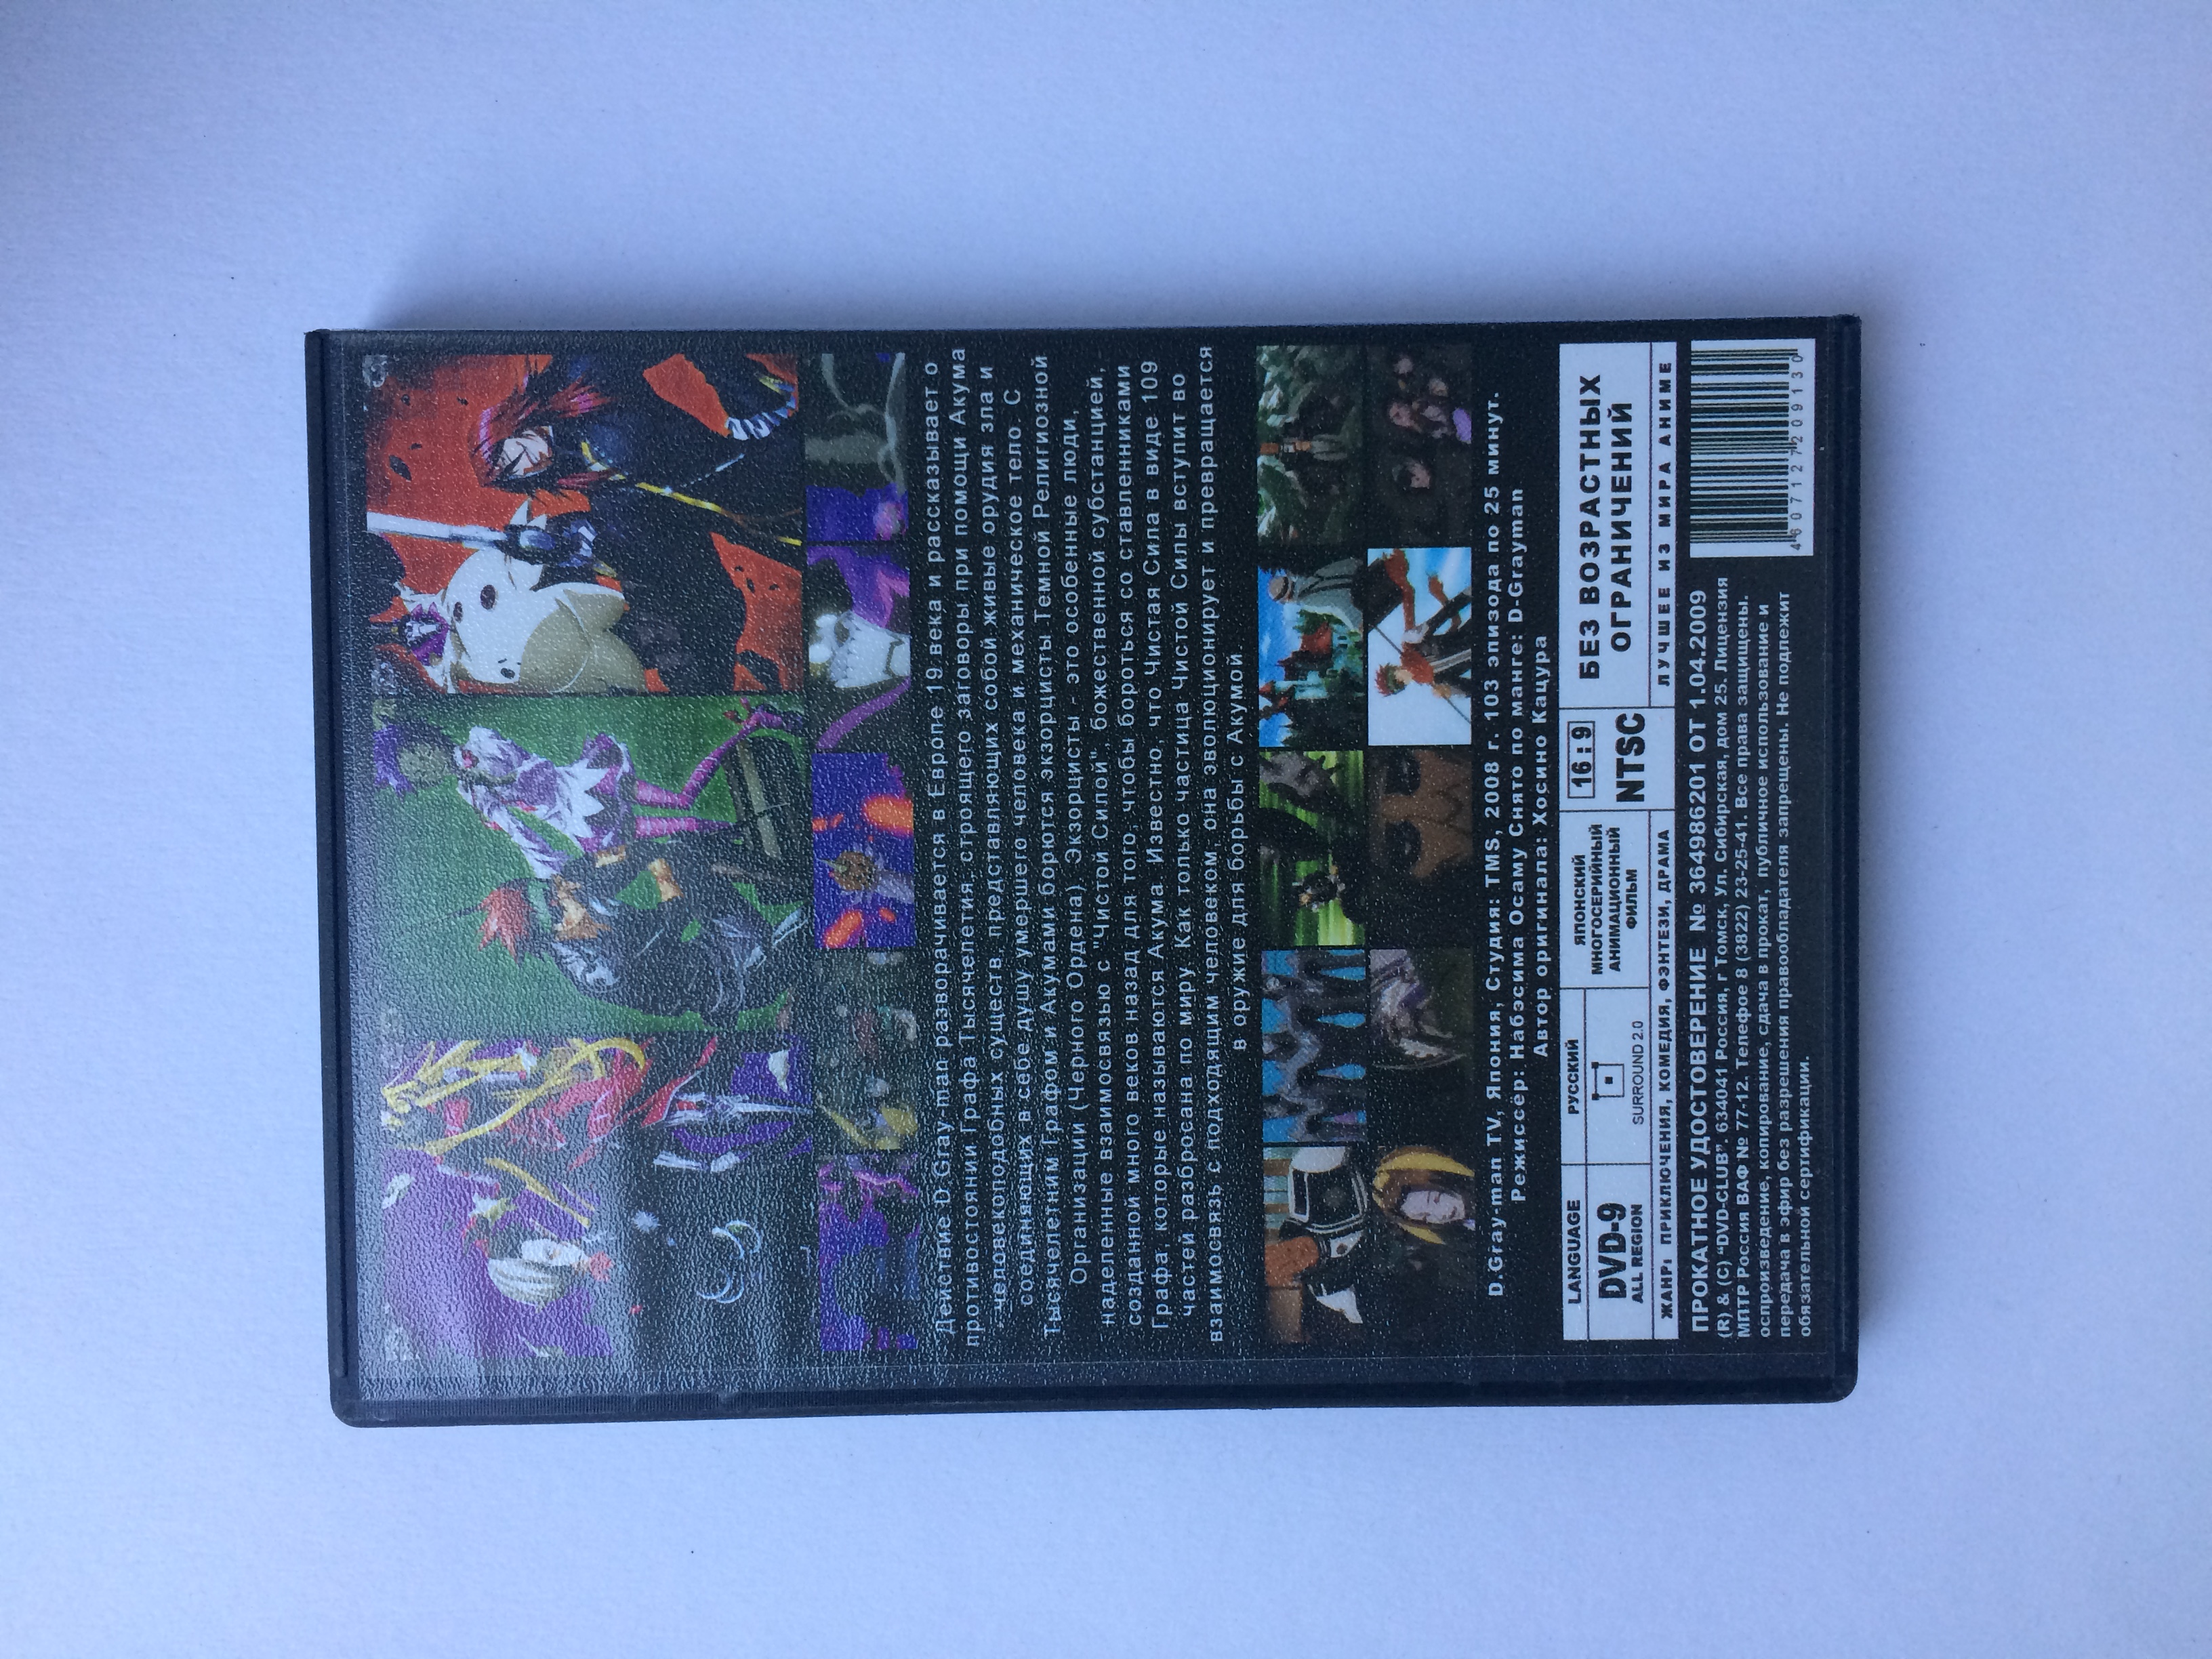 Действие D.Gray-man разворачивается в Европе 19 века и рассказывает о
противостоянии Графа Тысячелетия строящего заговоры при помощи Акума
-человекоподобных существ, представляющих собой живые орудия зла и
соединяющих в себе душу умершего человека и механическое тело. С
Тысячелетним Графом и Акумами борются экзорцисты Темной Религиозной
Организации (Черного Ордена). Экзорцисты - это особенные люди,
наделенные взаимосвязью с "Чистой Силой", божественной субстанцией,
созданной много веков назад для того, чтобы бороться со ставленниками
Графа, которые называются Акума. Известно, что Чистая Сила в виде 109
частей разбросана по миру. Как только частица Чистой Силы вступит во
взаимосвязь с подходящим человеком, она эволюционирует и превращается
в оружие для борьбы с Акумой.
D.Gray-man TV, Япония, Студия: TMS, 2008 г. 103 эпизода по 25 минут.
Режиссёр: Набэсима Осаму Снято по манге: D-Grayman
Автор оригинала: Хосино Кацура
LANGUAGE
РУССКИЙ
DVD-9
ALL REGION
SURROUND 2.0
ЯПОНСКИЙ
МНОГОСЕРИЙНЫЙ
АНИМАЦИОННЫЙ
ФИЛЬМ
16:9
NTSC
БЕЗ ВОЗРАСТНЫХ
ОГРАНИЧЕНИЙ
ЖАНР: ПРИКЛЮЧЕНИЯ, КОМЕДИЯ, ФЭНТЕЗИ, ДРАМА
ЛУЧШЕЕ ИЗ МИРА АНИМЕ
ПРОКАТНОЕ УДОСТОВЕРЕНИЕ № 364986201 ОТ 1.04.2009
(R) & (C) "DVD-CLUB". 634041 Россия, г Томск, Ул. Сибирская, дом 25. Лицензия
МПТР Россия ВАФ № 77-12. Телефое 8 (3822) 23-25-41. Все права защищены.
оспроизведение, копирование, сдача в прокат, публичное использование и
передача в эфир без разрешения правообладателя запрещены. Не подлежит
обязательной сертификации.
4607127209130